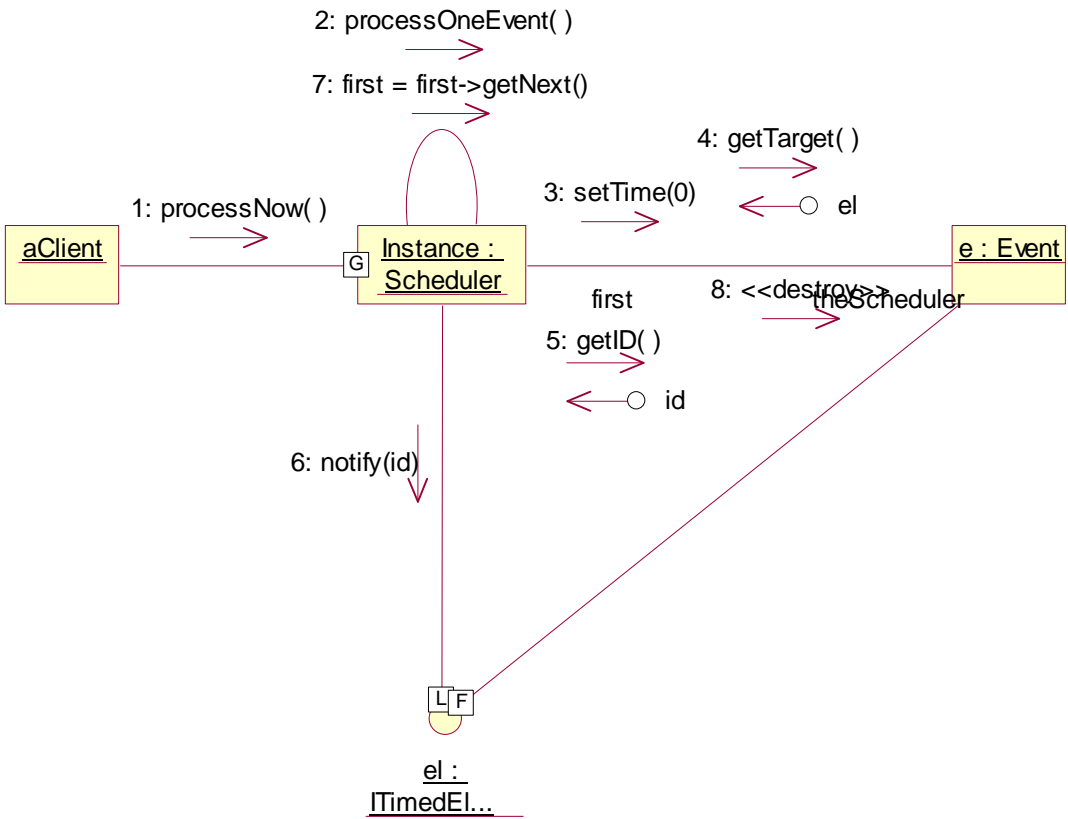 2: processOneEvent( )
7: first = first->getNext()
4: getTarget( )
3: setTime(0)
el
1: processNow( )
aClient
G
Instance :
Scheduler
e : Event
first
8: <<destroy>>
theScheduler
5: getID( )
id
6: notify(id)
L
F
el :
ITimedEl...